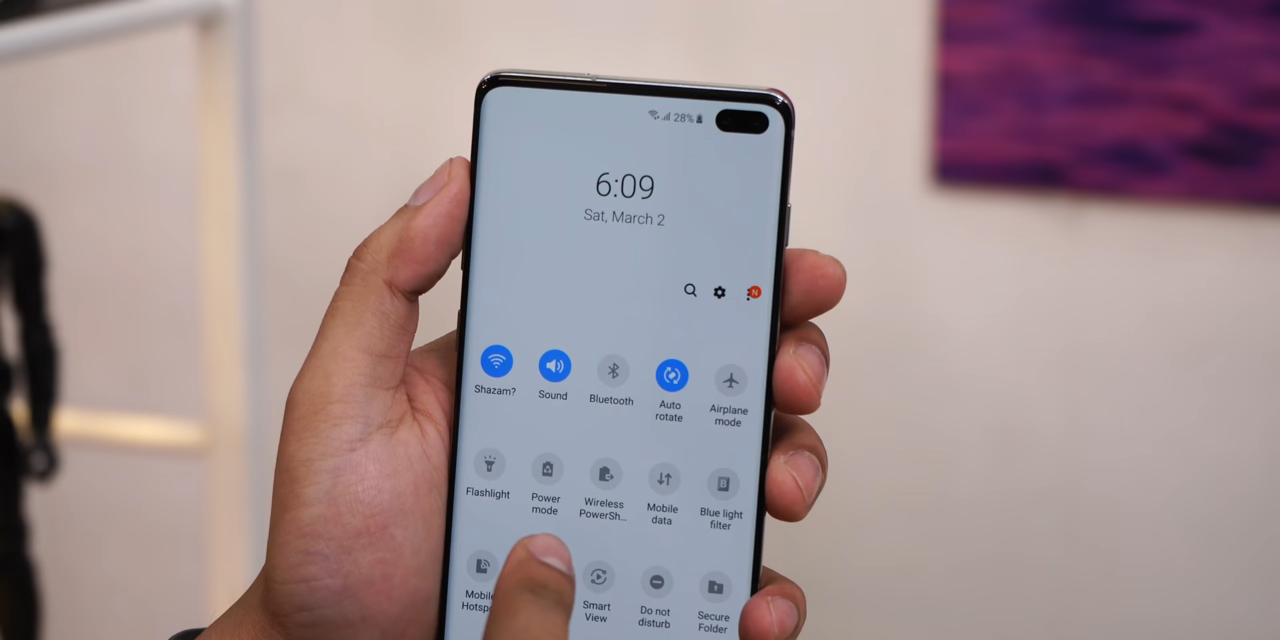 28%
6:09
Sat, March 2
N
Shazam?
Sound
Bluetooth
Auto
rotate
Airplane
mode
Flashlight
Power
mode
Wireless
PowerSh...
Mobile
data
B
Blue light
filter
Mobile
Smart
View
Do not
disturb
Secure
Folder